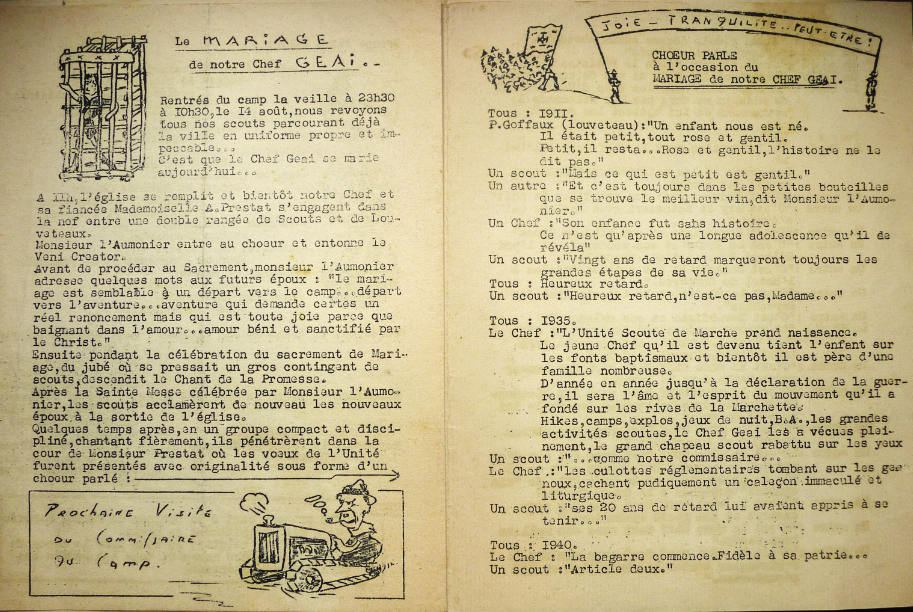 Le MARIAGE
de notre Chef GEAI.
Rentrés du camp la veille à 23h30
à IOh30,le I4 août,nous revoyons
tous nos scouts parcourant déjà
la ville en uniforme propre et im-
peccable...
C'est que le Chef Geai se marie
aujourd'hui...
A IIh,l'église se remplit et bientôt notre Chef et
sa fiancée Mademoiselle A.Prestat s'engagent dans
la nef entre une double rangée de Scouts et de Lou-
veteaux.
Monsieur l'Aumonier entre au choeur et entonne le
Veni Creator.
Avant de procéder au Sacrement,monsieur l'Aumonier
adresse quelques mots aux futurs époux : "le mari-
age est semblable à un départ vers le camp...départ
vers l'aventure...aventure qui demande certes un
réel renoncement mais qui est toute joie parce que
baignant dans l'amour...amour béni et sanctifié par
le Christ."
Ensuite pendant la célébration du sacrement de Mari-
age,du jubé où se pressait un gros contingent de
scouts,descendit le Chant de la Promesse.
Après la Sainte Messe célébrée par Monsieur l'Aumo-
nier,les scouts acclamèrent de nouveau les nouveaux
époux à la sortie de l'église.
Quelques temps après,en un groupe compact et disci-
pliné,chantant fièrement,ils pénétrèrent dans la
cour de Monsieur Prestat où les voeux de l'Unité
furent présentés avec originalité sous forme d'un
choeur parlé :
Prochaine Visite
du Commissaire
au Camp.
JOIE - TRANQUILITE...PEUT-ETRE!
CHOEUR PARLE
à l'occasion du
MARIAGE de notre CHEF GEAI.
Tous : I9II.
P.Goffaux (louveteau):"Un enfant nous est né.
Il était petit,tout rose et gentil.
Petit,il resta...Rose et gentil,l'histoire ne le
dit pas."
Un scout :"Mais ce qui est petit est gentil."
Un autre :"Et c'est toujours dans les petites bouteilles
que se trouve le meilleur vin,dit Monsieur l'Aumo-
nier."
Un Chef :"Son enfance fut sans histoire.
Ce n'est qu'après une longue adolescence qu'il de
révéla"
Un scout :"Vingt ans de retard marqueront toujours les
grandes étapes de sa vie."
Tous : Heureux retard.
Un scout :"Heureux retard,n'est-ca pas,Madame..."
Tous : I935.
Le Chef :"L'Unité Scoute de Marche prend naissance.
Le jeune Chef qu'il est devenu tient l'enfant sur
les fonts baptismaux et bientôt il est père d'une
famille nombreuse.
D'année en année jusqu'à la déclaration de la guer-
re,il sera l'âme et l'esprit du mouvement qu'il a
fondé sur les rives de la Marchette.
Hikes,camps,explos,jeux de nuit,B.A.,les grandes
activités scoutes,le Chef Geai les a vécues plei-
nement,le grand chapeau scout rabattu sur les yeux
Un scout :"...comme notre commissaire...
Le Chef :"les culottes réglementaires tombant sur les ge-
noux,cachant pudiquement un caleçon immaculé et
liturgique.
Un scout :"ses 20 ans de retard lui avaient appris à se
tenir..."
Tous : I940.
Le Chef : "La bagarre commence.Fidèle à sa patrie...
Un scout :"Article deux."